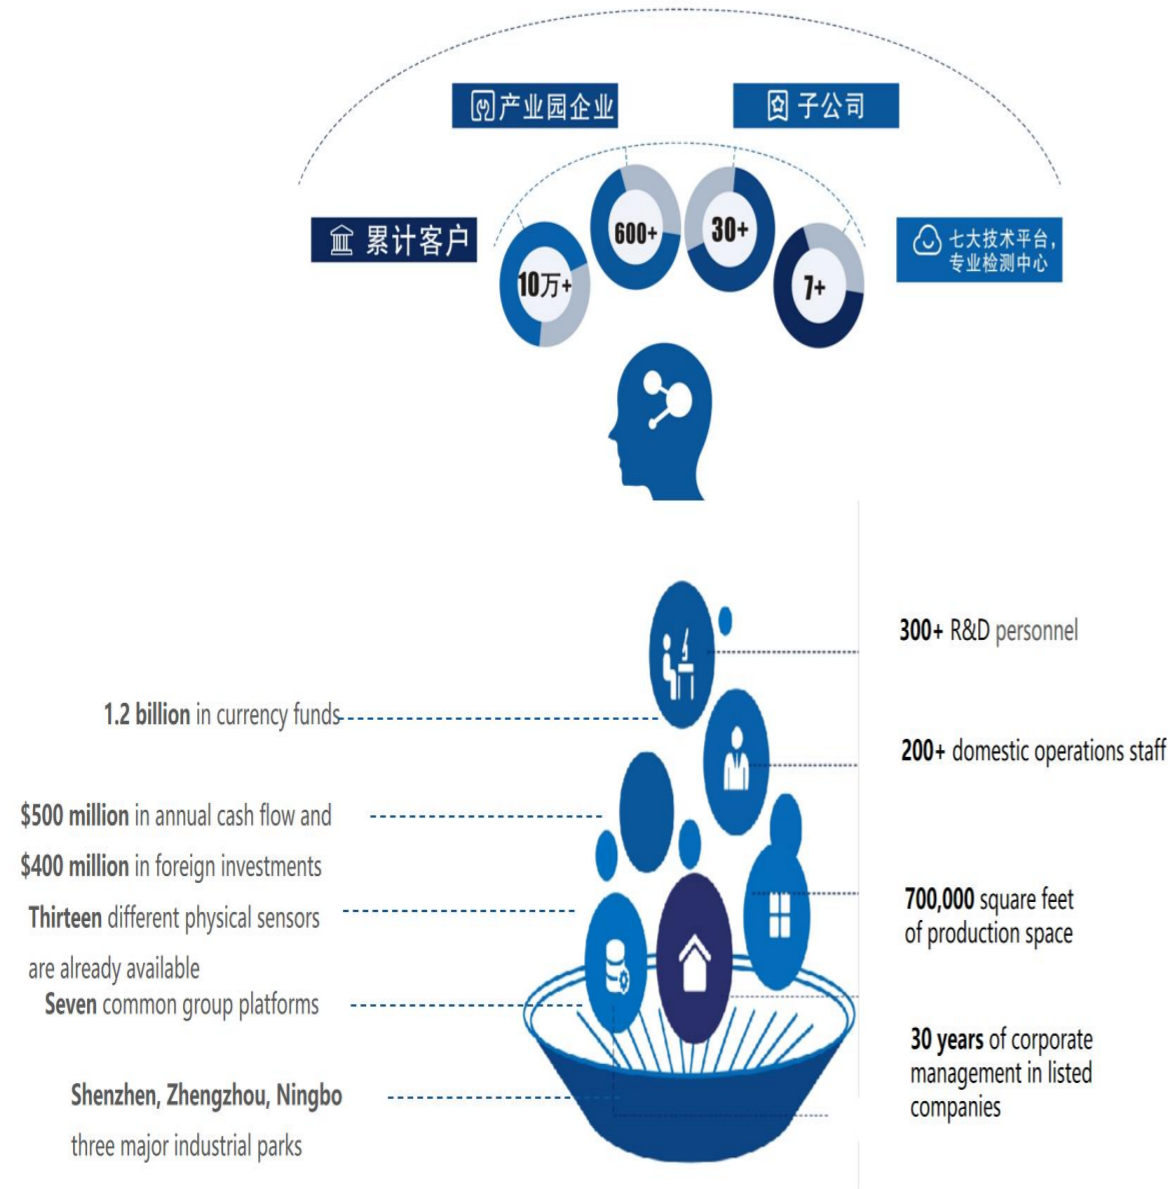 产业园企业
子公司
累计客户
10万+
600+
30+
7+
七大技术平台，
专业检测中心
300+ R&D personnel
1.2 billion in currency funds
200+ domestic operations staff
$500 million in annual cash flow and
$400 million in foreign investments
Thirteen different physical sensors
are already available
700,000 square feet
of production space
Seven common group platforms
30 years of corporate
management in listed
companies
Shenzhen, Zhengzhou, Ningbo
three major industrial parks